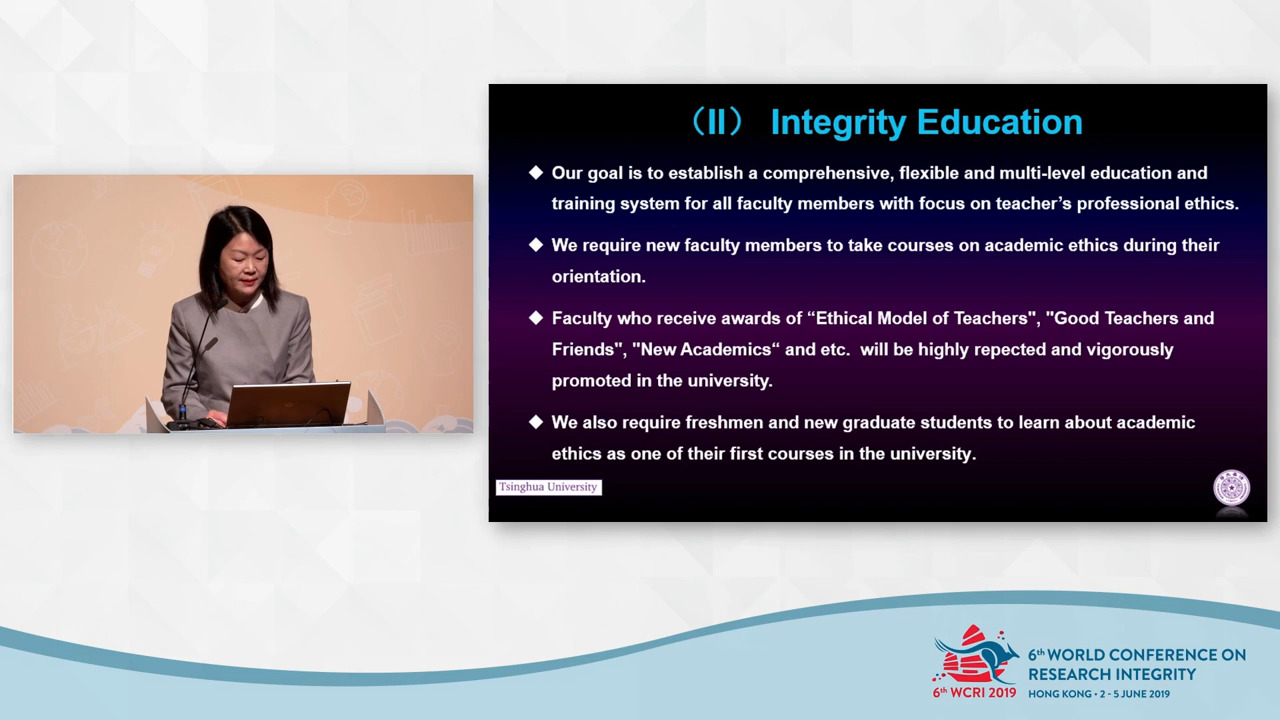 （II） Integrity Education
◆ Our goal is to establish a comprehensive, flexible and multi-level education and
training system for all faculty members with focus on teacher’s professional ethics.
◆ We require new faculty members to take courses on academic ethics during their
orientation.
◆ Faculty who receive awards of “Ethical Model of Teachers", "Good Teachers and
Friends", "New Academics“ and etc. will be highly repected and vigorously
promoted in the university.
◆ We also require freshmen and new graduate students to learn about academic
ethics as one of their first courses in the university.
Tsinghua University
6th WCRI 2019
6th WORLD CONFERENCE ON
RESEARCH INTEGRITY
HONG KONG • 2 - 5 JUNE 2019